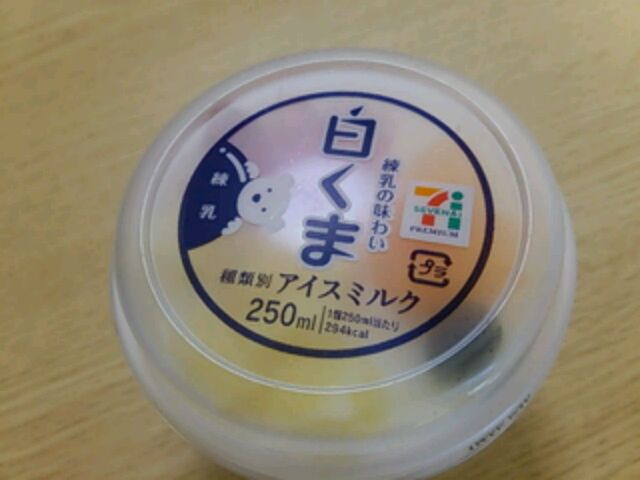 白くま
練乳の味わい
練乳
7i
SEVEN&i
PREMIUM
プラ
種類別 アイスミルク
250ml
1個250ml当たり
294kcal